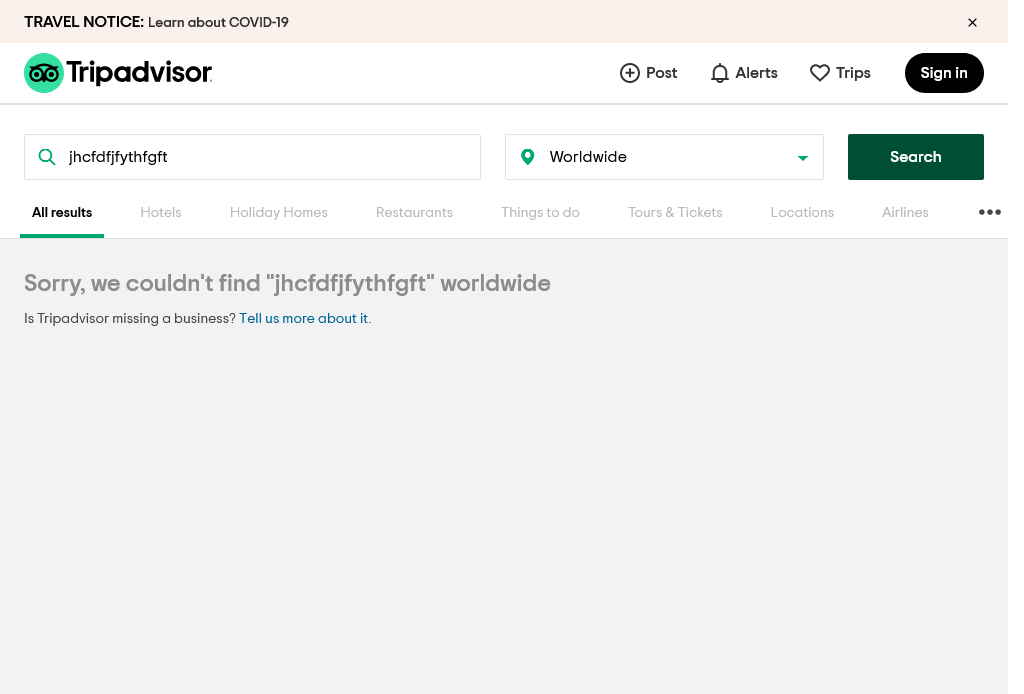 TRAVEL NOTICE: Learn about COVID-19
Tripadvisor
Post
Alerts
Trips
Sign in
jhcfdfjfythfgft
Worldwide
Search
All results
Hotels
Holiday Homes
Restaurants
Things to do
Tours & Tickets
Locations
Airlines
Sorry, we couldn't find "jhcfdfjfythfgft" worldwide
Is Tripadvisor missing a business? Tell us more about it.